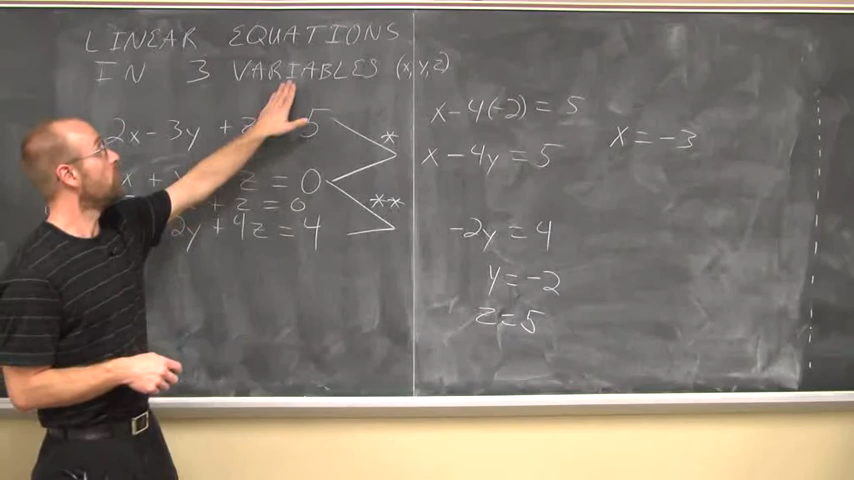 LINEAR EQUATIONS
IN 3 VARIABLES (x,y,z)
2x - 3y + 5
x + z = 0
+ z = 0
2y + 4z = 4
*
**
x - 4(-2) = 5
x - 4y = 5
-2y = 4
y = -2
z = 5
x = -3